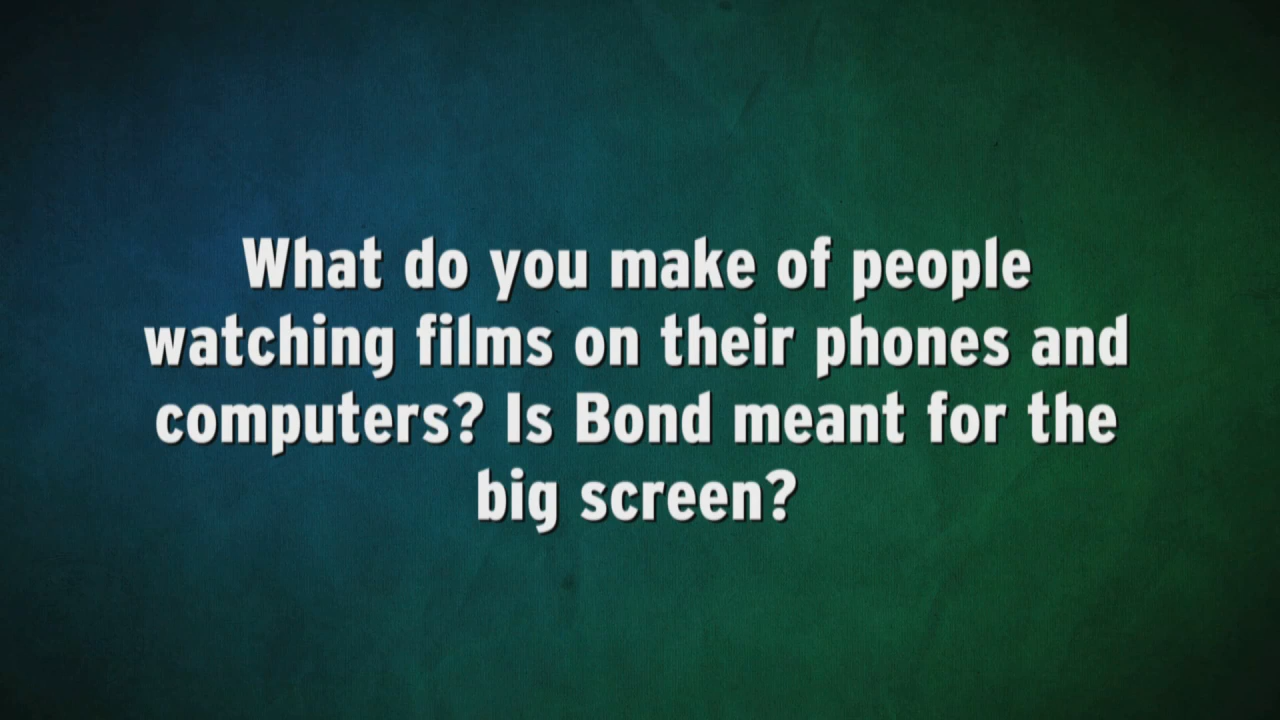 What do you make of people
watching films on their phones and
computers? Is Bond meant for the
big screen?